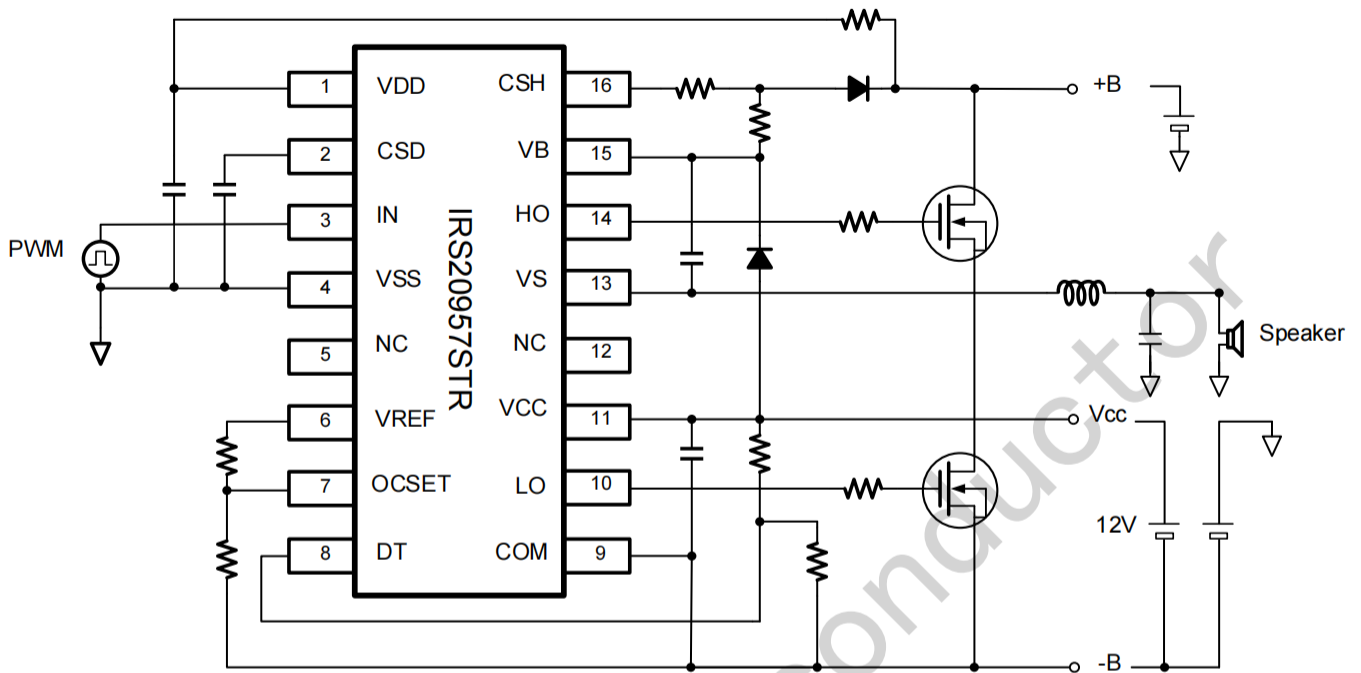 +B
1 VDD CSH 16
2 CSD VB 15
3 IN HO 14
PWM
4 VSS VS 13
IRS20957STR
5 NC NC 12
Speaker
6 VREF VCC 11
Vcc
7 OCSET LO 10
12V
8 DT COM 9
-B
conductor